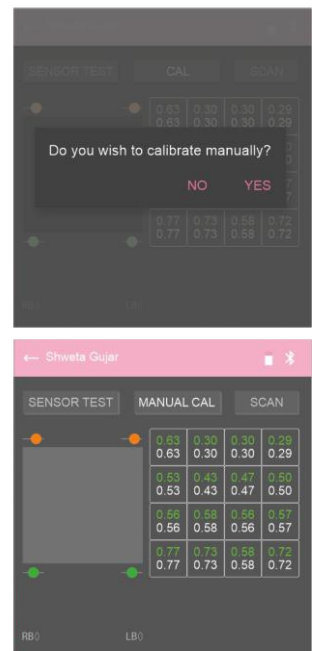 SENSOR TEST CAL SCAN
0.63 0.30 0.30 0.29
0.63 0.30 0.30 0.29
Do you wish to calibrate manually?
NO YES
0.77 0.73 0.58 0.72
0.77 0.73 0.58 0.72
RB() LB()
← Shweta Gujar
SENSOR TEST MANUAL CAL SCAN
0.63 0.30 0.30 0.29
0.63 0.30 0.30 0.29
0.53 0.43 0.47 0.50
0.53 0.43 0.47 0.50
0.56 0.58 0.56 0.57
0.56 0.58 0.56 0.57
0.77 0.73 0.58 0.72
0.77 0.73 0.58 0.72
RB() LB()